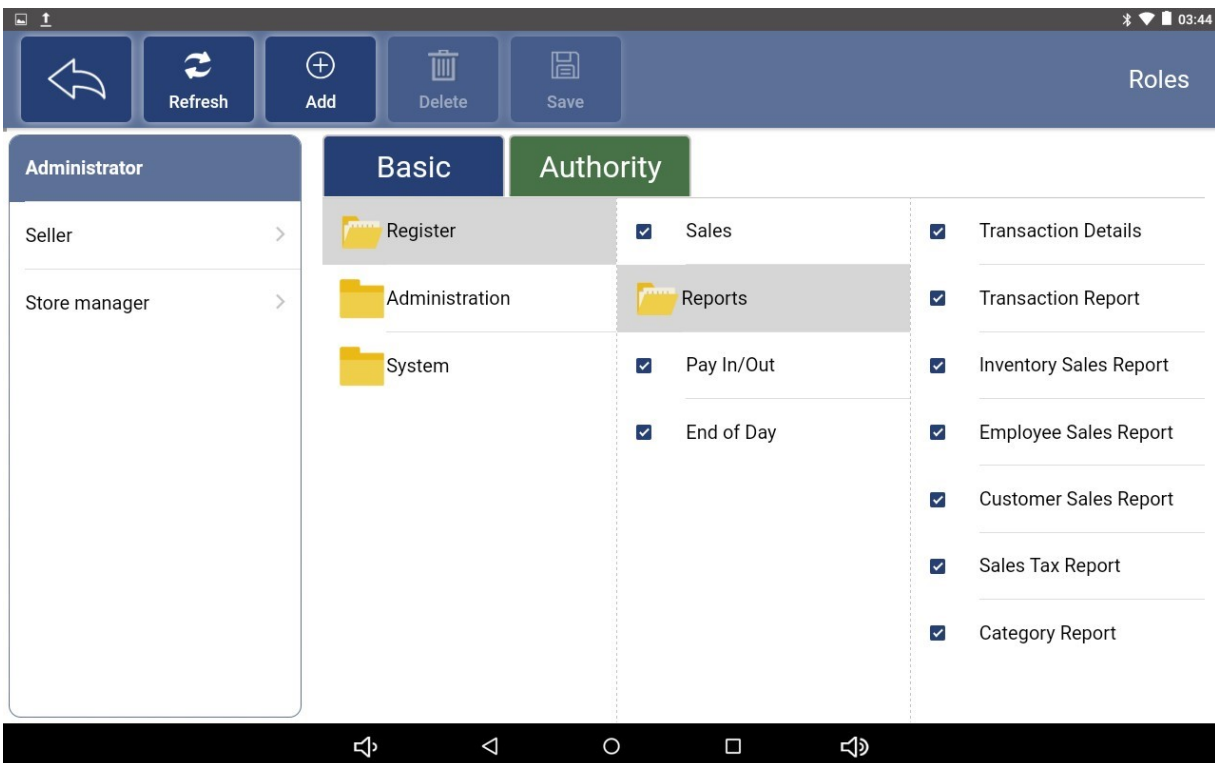 03:44
Refresh
Add
Delete
Save
Roles
Administrator
Seller
Store manager
Basic
Authority
Register
Administration
System
Sales
Reports
Pay In/Out
End of Day
Transaction Details
Transaction Report
Inventory Sales Report
Employee Sales Report
Customer Sales Report
Sales Tax Report
Category Report